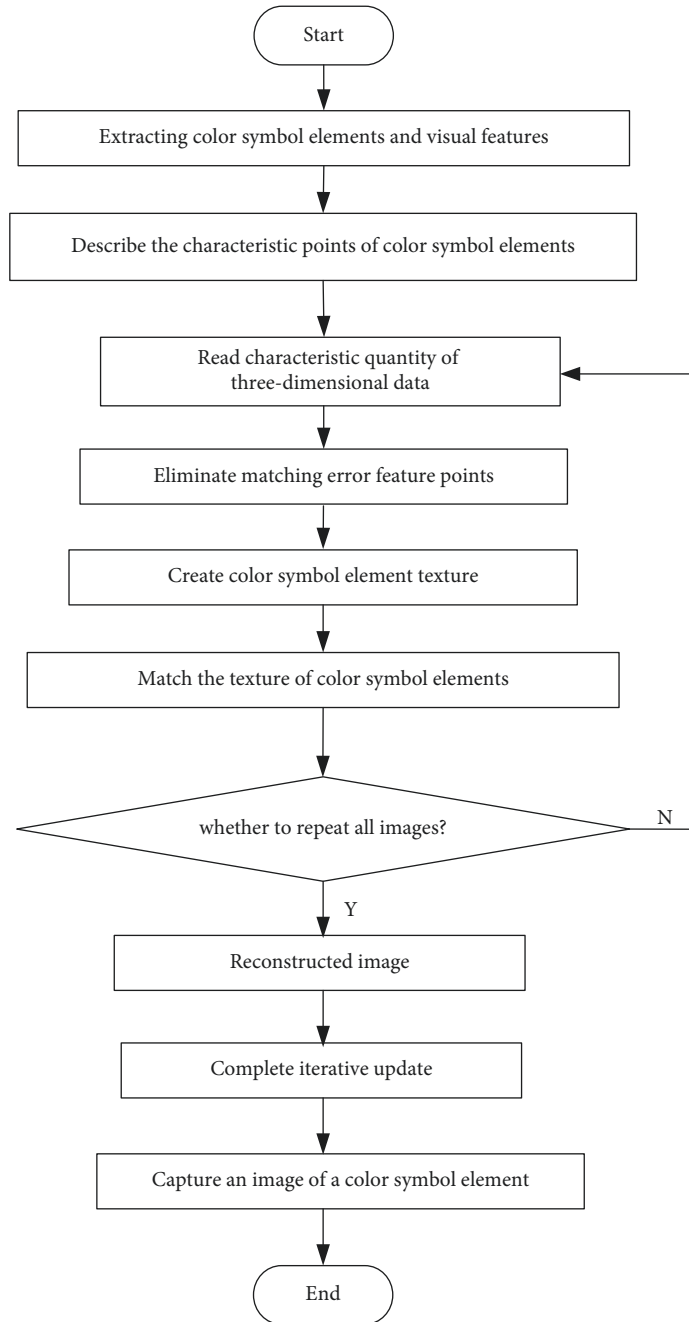 Start
Extracting color symbol elements and visual features
Describe the characteristic points of color symbol elements
Read characteristic quantity of
three-dimensional data
Eliminate matching error feature points
Create color symbol element texture
Match the texture of color symbol elements
whether to repeat all images?
N
Y
Reconstructed image
Complete iterative update
Capture an image of a color symbol element
End